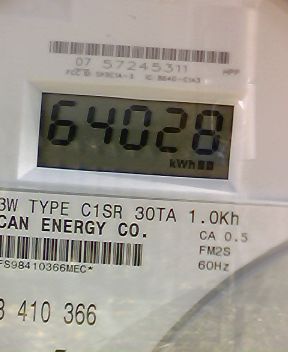 07 57245311
64028
kWh
3W TYPE C1SR 30TA 1.0Kh
CAN ENERGY CO.
CA 0.5
FM2S
60Hz
FS98410366MEC*
410 366